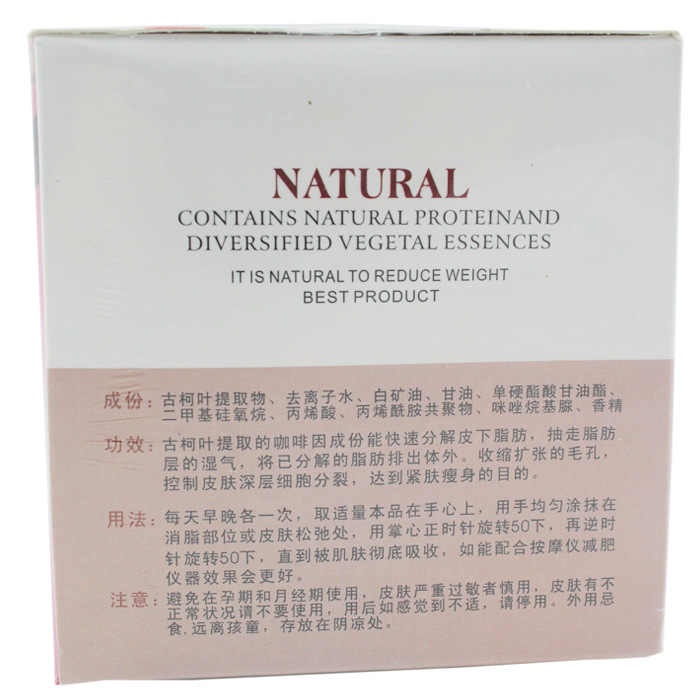 NATURAL
CONTAINS NATURAL PROTEINAND
DIVERSIFIED VEGETAL ESSENCES
IT IS NATURAL TO REDUCE WEIGHT
BEST PRODUCT
成份：古柯叶提取物、去离子水、白矿油、甘油、单硬酯酸甘油酯、
二甲基硅氧烷、丙烯酸、丙烯酰胺共聚物、咪唑烷基脲、香精
功效：古柯叶提取的咖啡因成份能快速分解皮下脂肪，抽走脂肪
层的湿气，将已分解的脂肪排出体外。收缩扩张的毛孔，
控制皮肤深层细胞分裂，达到紧肤瘦身的目的。
用法：每天早晚各一次，取适量本品在手心上，用手均匀涂抹在
消脂部位或皮肤松弛处，用掌心正时针旋转50下，再逆时
针旋转50下，直到被肌肤彻底吸收，如能配合按摩仪减肥
仪器效果会更好。
注意：避免在孕期和月经期使用，皮肤严重过敏者慎用，皮肤有不
正常状况请不要使用，用后如感觉到不适，请停用。外用忌
食,远离孩童，存放在阴凉处。